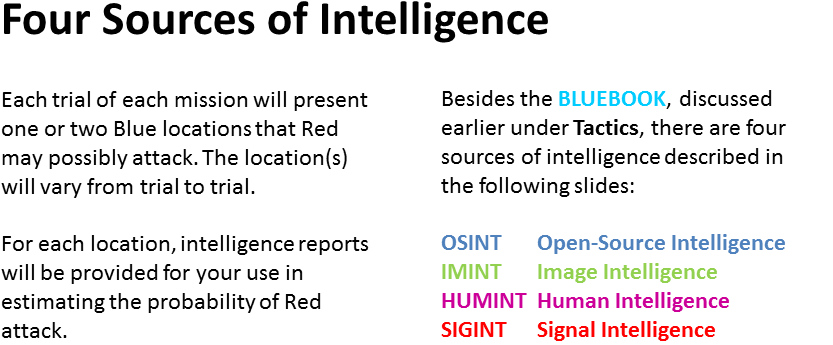 Four Sources of Intelligence
Each trial of each mission will present
one or two Blue locations that Red
may possibly attack. The location(s)
will vary from trial to trial.
For each location, intelligence reports
will be provided for your use in
estimating the probability of Red
attack.
Besides the BLUEBOOK, discussed
earlier under Tactics, there are four
sources of intelligence described in
the following slides:
OSINT Open-Source Intelligence
IMINT Image Intelligence
HUMINT Human Intelligence
SIGINT Signal Intelligence